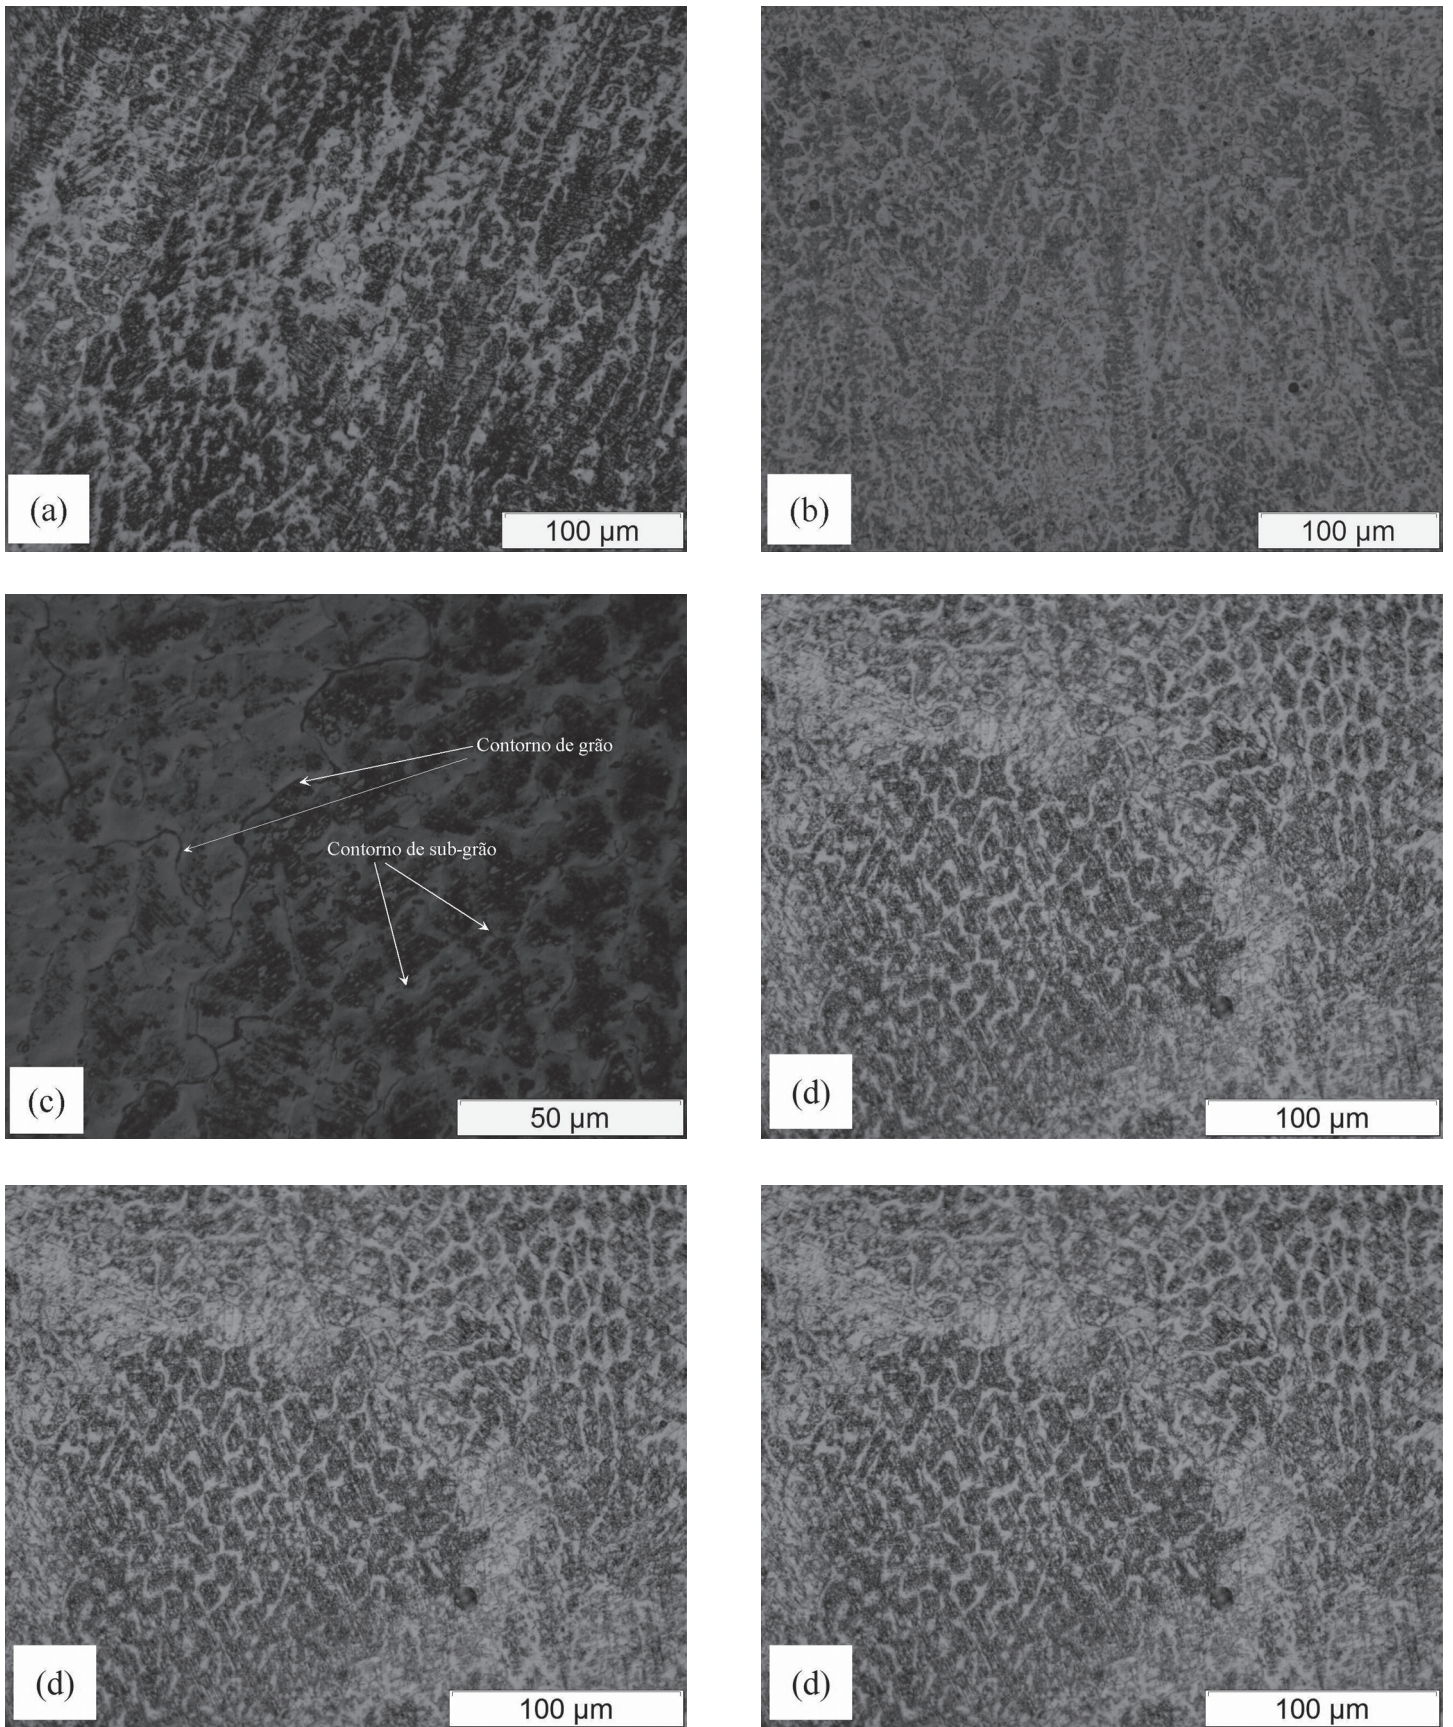 (a)
100 µm
(b)
100 µm
Contorno de grão
Contorno de sub-grão
(c)
50 µm
(d)
100 µm
(d)
100 µm
(d)
100 µm